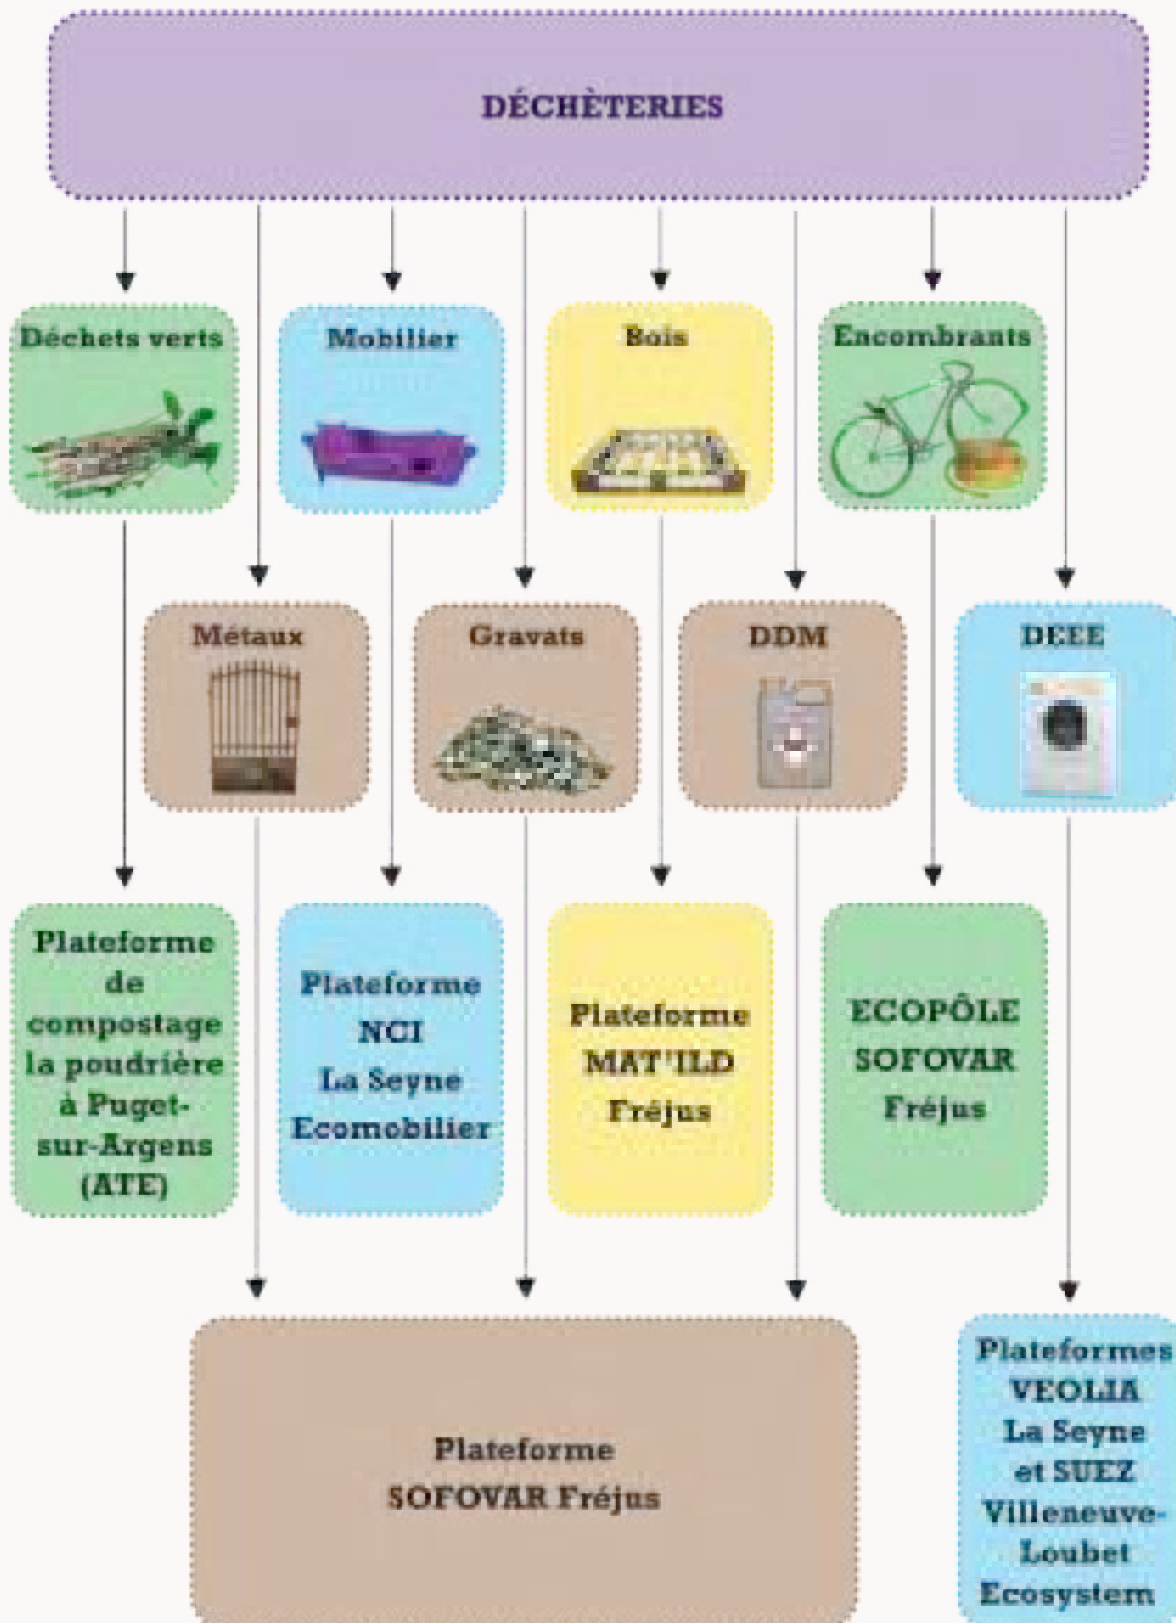 DÉCHÈTERIES
Déchets verts
Mobilier
Bois
Encombrants
Métaux
Gravats
DDM
DEEE
Plateforme
de
compostage
la poudrière
à Puget-
sur-Argens
(ATE)
Plateforme
NCI
La Seyne
Ecomobilier
Plateforme
MAT'ILD
Fréjus
ECOPÔLE
SOFOVAR
Fréjus
Plateforme
SOFOVAR Fréjus
Plateformes
VEOLIA
La Seyne
et SUEZ
Villeneuve-
Loubet
Ecosystem